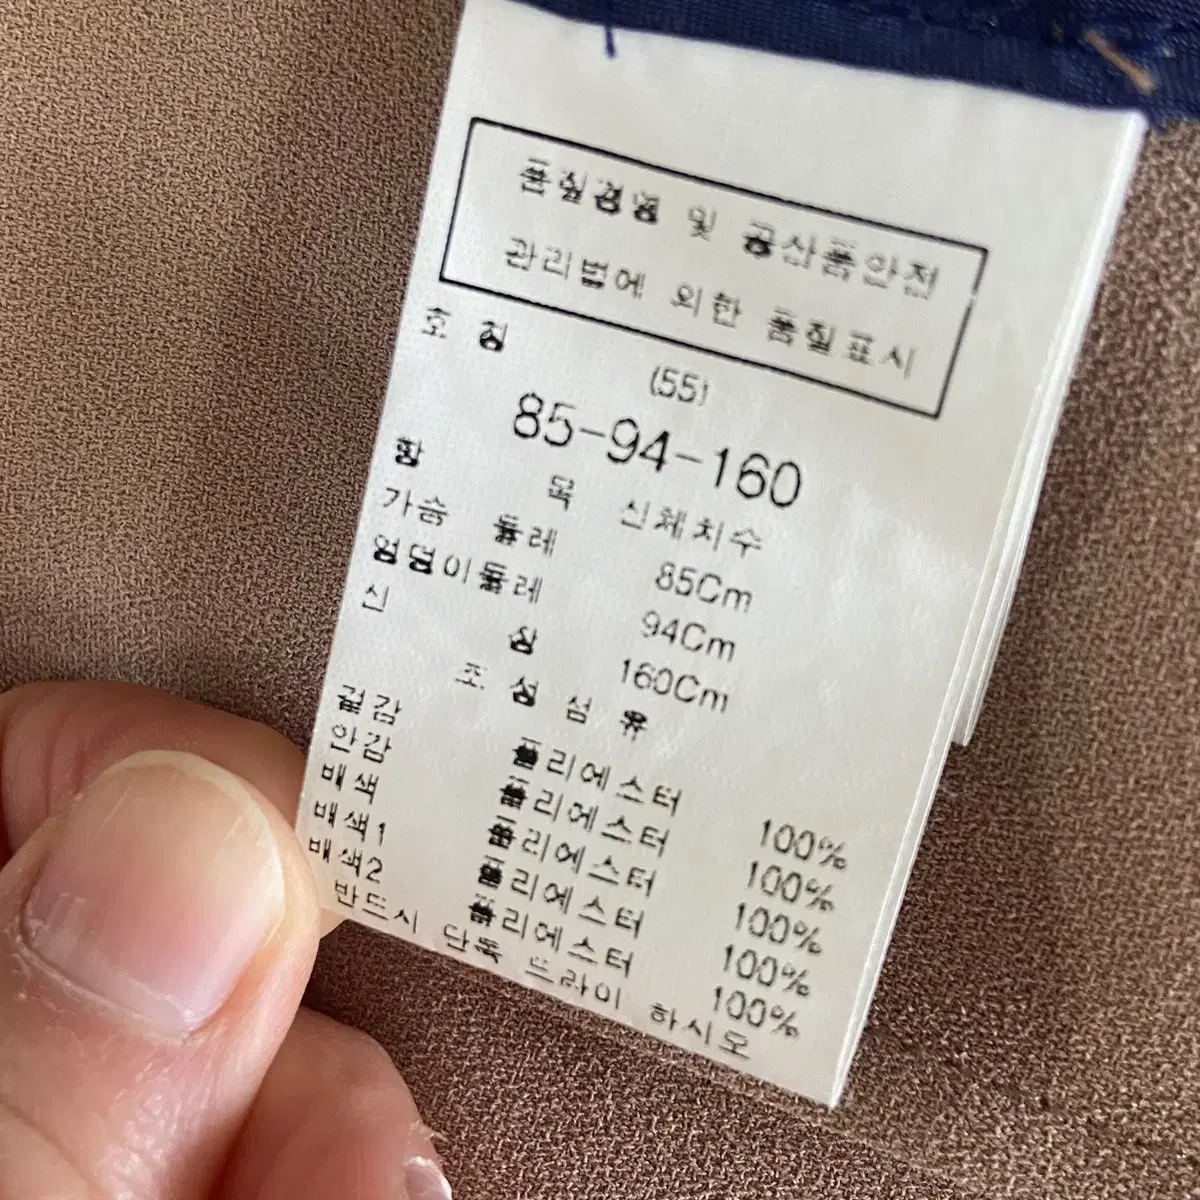 품질경영 및 공산품안전
관리법에 의한 품질표시
호 칭
(55)
85-94-160
항 목 신체치수
가슴 둘레 85Cm
엉덩이둘레 94Cm
신 장 160Cm
조 성 섬 유
겉감 폴리에스터 100%
안감 폴리에스터 100%
배색 폴리에스터 100%
배색1 폴리에스터 100%
배색2 폴리에스터 100%
반드시 단독 드라이 하시오